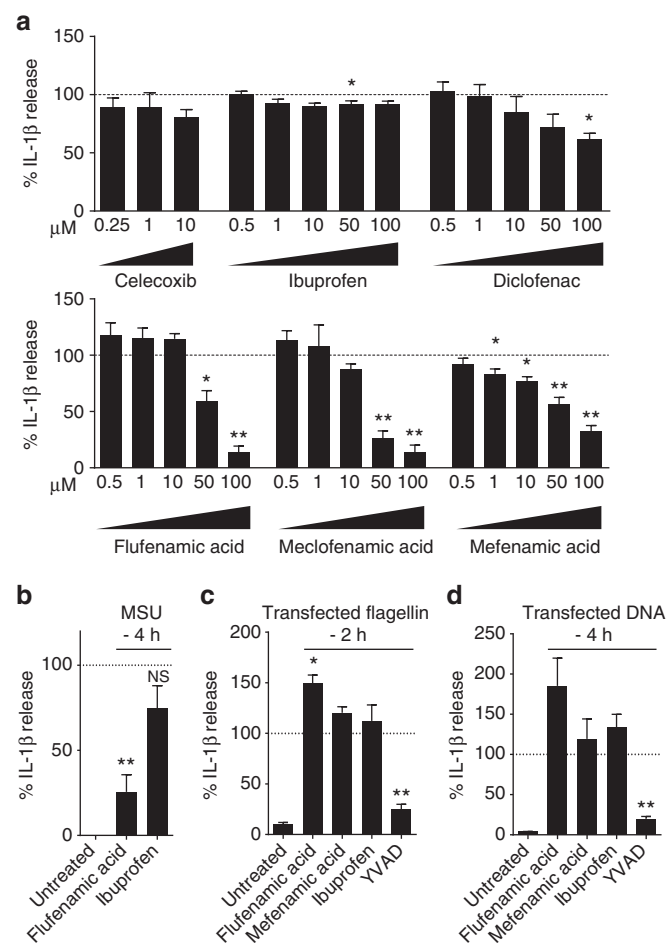 a
150
100
50
0
% IL-1β release
*
*
μM
0.25 1 10 0.5 1 10 50 100 0.5 1 10 50 100
Celecoxib Ibuprofen Diclofenac
150
100
50
0
% IL-1β release
* ** ** ** * * ** **
μM
0.5 1 10 50 100 0.5 1 10 50 100 0.5 1 10 50 100
Flufenamic acid Meclofenamic acid Mefenamic acid
b
MSU
- 4 h
100
50
0
% IL-1β release
**
NS
Untreated
Flufenamic acid
Ibuprofen
c
Transfected flagellin
- 2 h
200
150
100
50
0
% IL-1β release
*
**
Untreated
Flufenamic acid
Mefenamic acid
Ibuprofen
YVAD
d
Transfected DNA
- 4 h
250
200
150
100
50
0
% IL-1β release
**
Untreated
Flufenamic acid
Mefenamic acid
Ibuprofen
YVAD